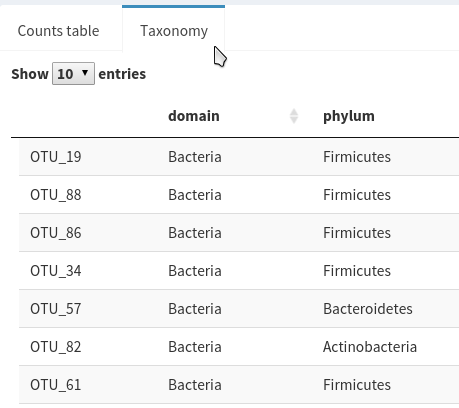 Counts table Taxonomy
Show 10 entries
domain phylum
OTU_19 Bacteria Firmicutes
OTU_88 Bacteria Firmicutes
OTU_86 Bacteria Firmicutes
OTU_34 Bacteria Firmicutes
OTU_57 Bacteria Bacteroidetes
OTU_82 Bacteria Actinobacteria
OTU_61 Bacteria Firmicutes